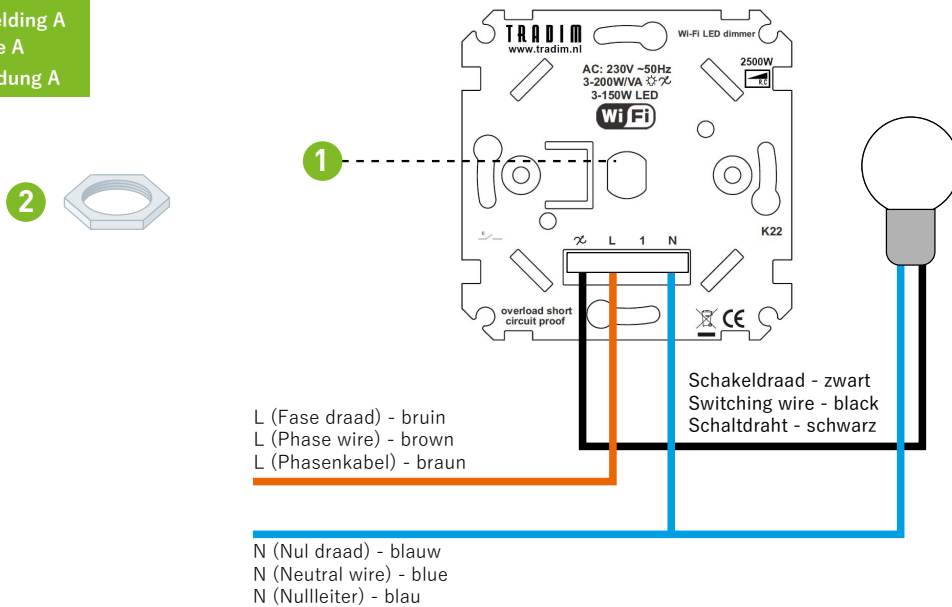 elding A
e A
dung A
2
1
TRADIM
www.tradim.nl
Wi-Fi LED dimmer
AC: 230V ~50Hz
3-200W/VA
3-150W LED
WiFi
2500W
R,C
K22
L 1 N
overload short
circuit proof
CE
Schakeldraad - zwart
Switching wire - black
Schaltdraht - schwarz
L (Fase draad) - bruin
L (Phase wire) - brown
L (Phasenkabel) - braun
N (Nul draad) - blauw
N (Neutral wire) - blue
N (Nullleiter) - blau